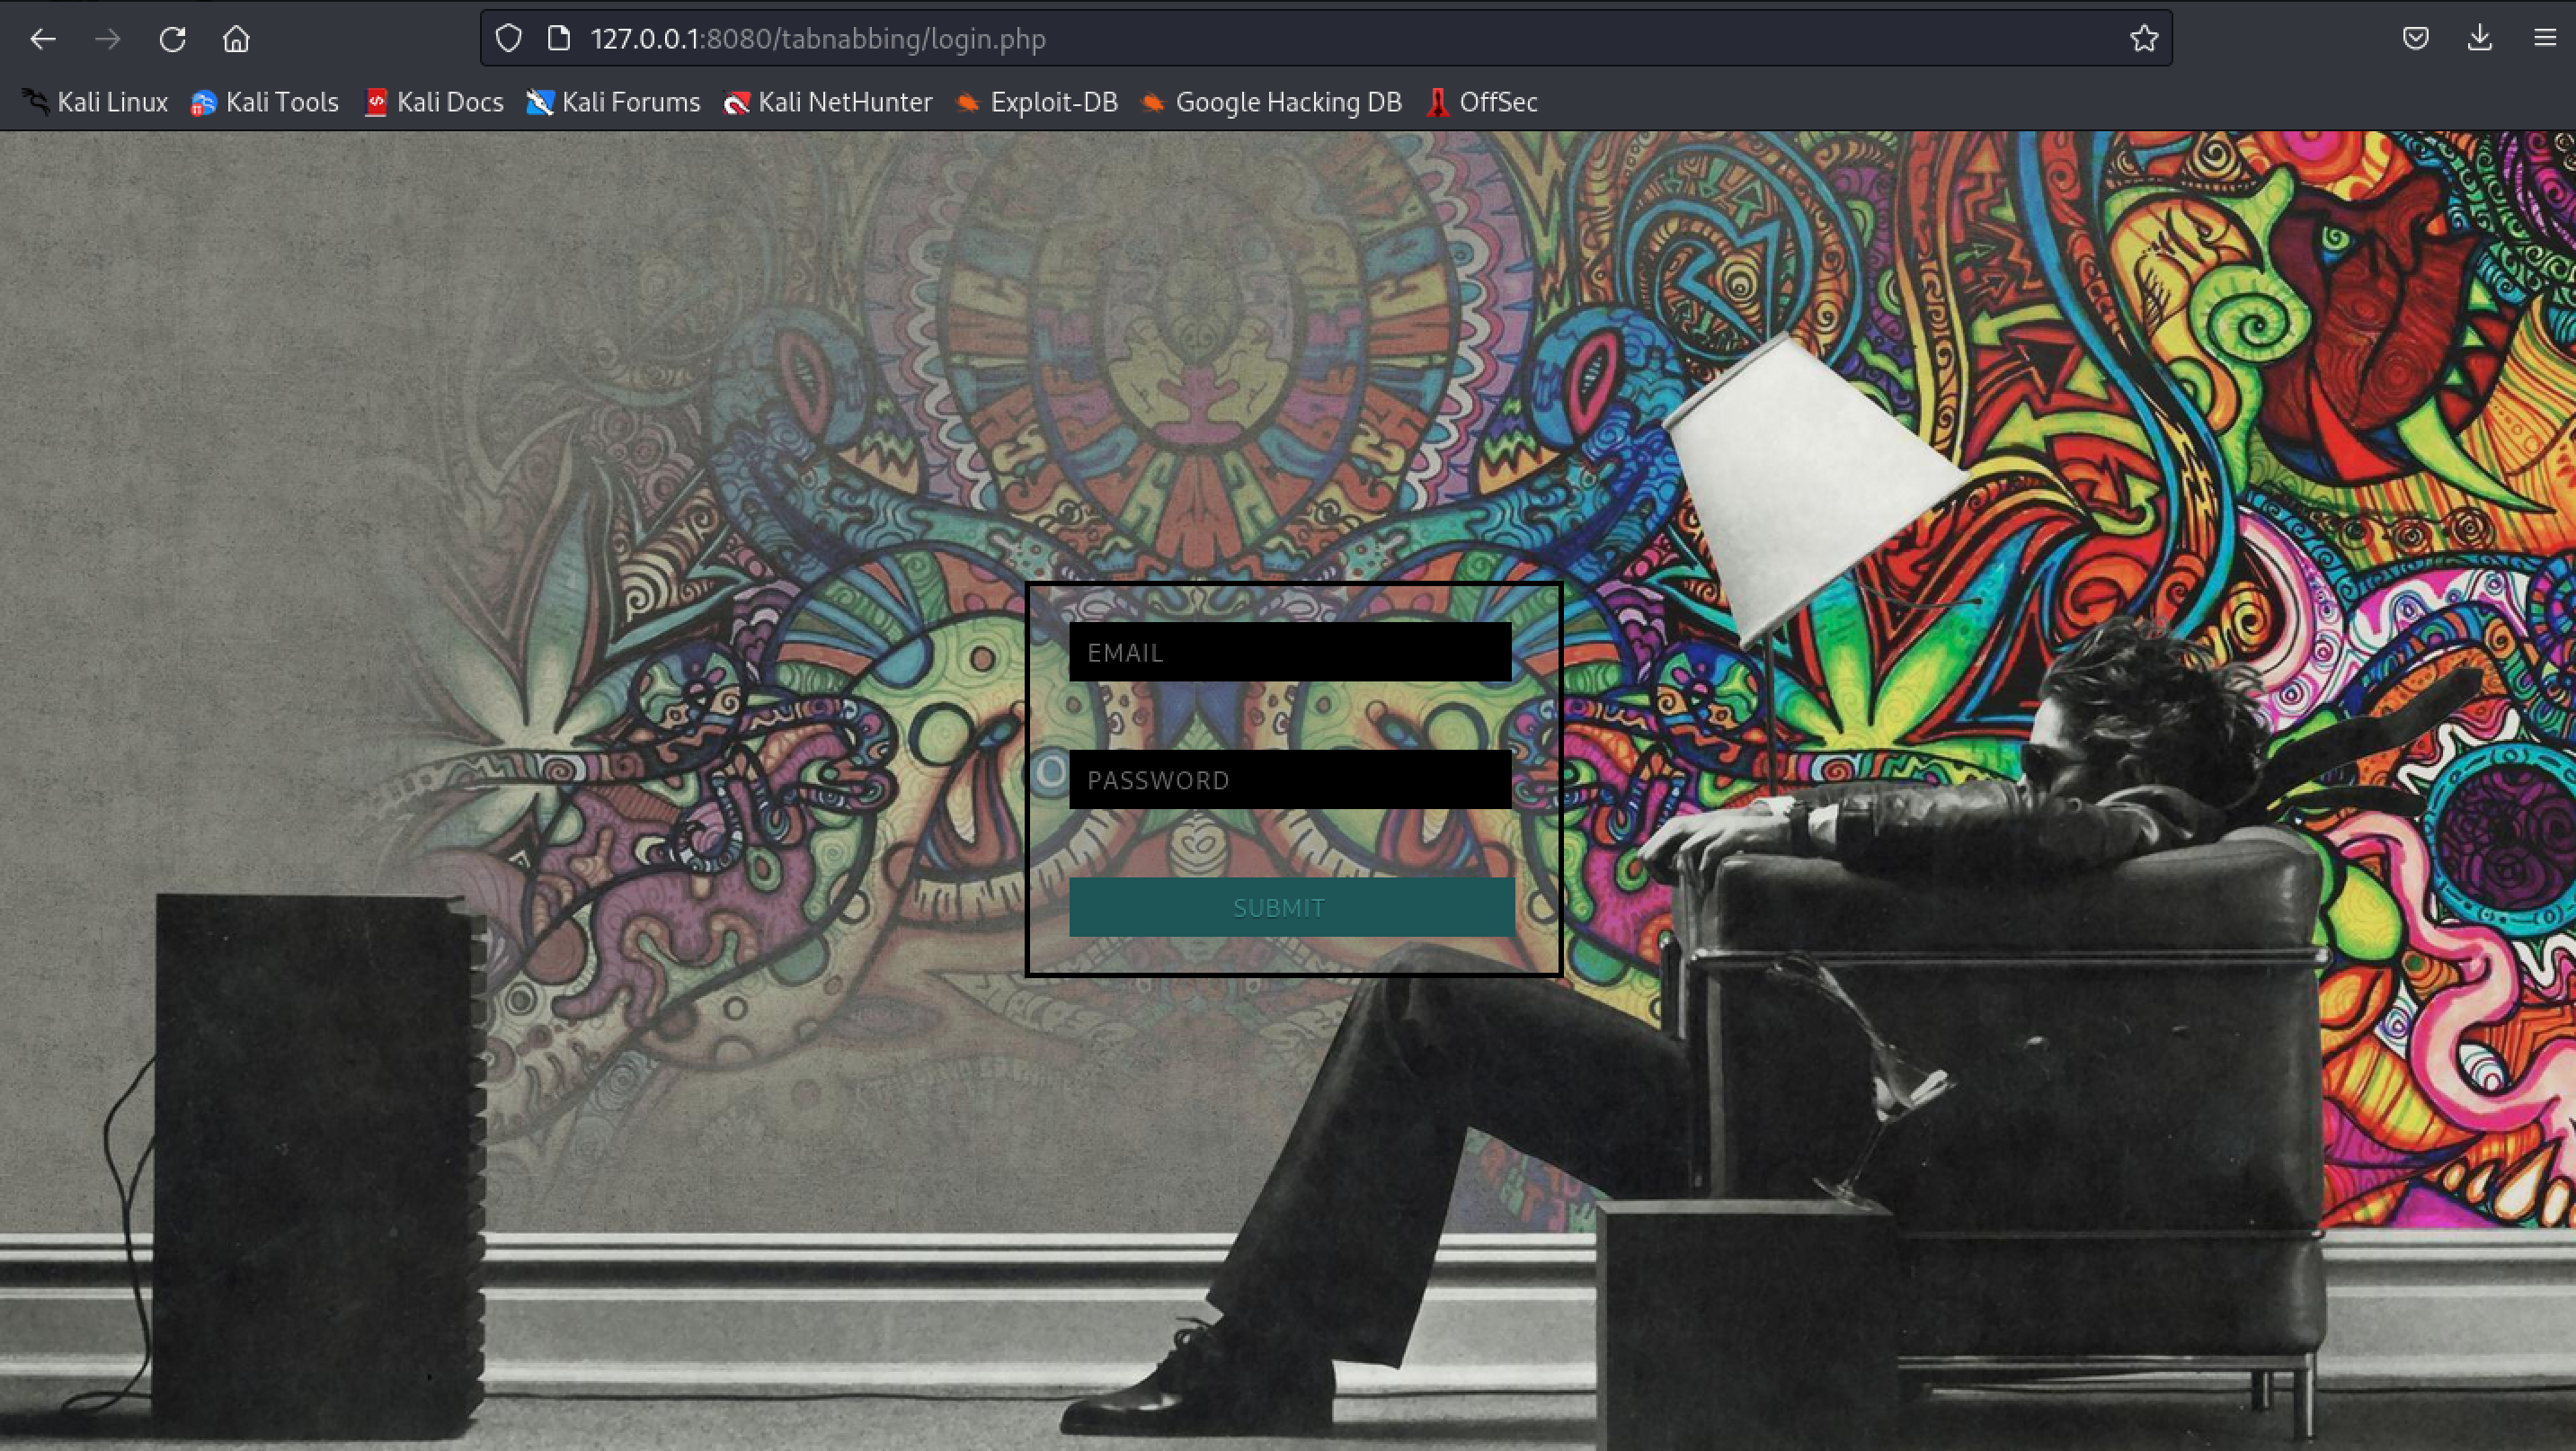 127.0.0.1:8080/tabnabbing/login.php
Kali Linux Kali Tools Kali Docs Kali Forums Kali NetHunter Exploit-DB Google Hacking DB OffSec
EMAIL
PASSWORD
SUBMIT